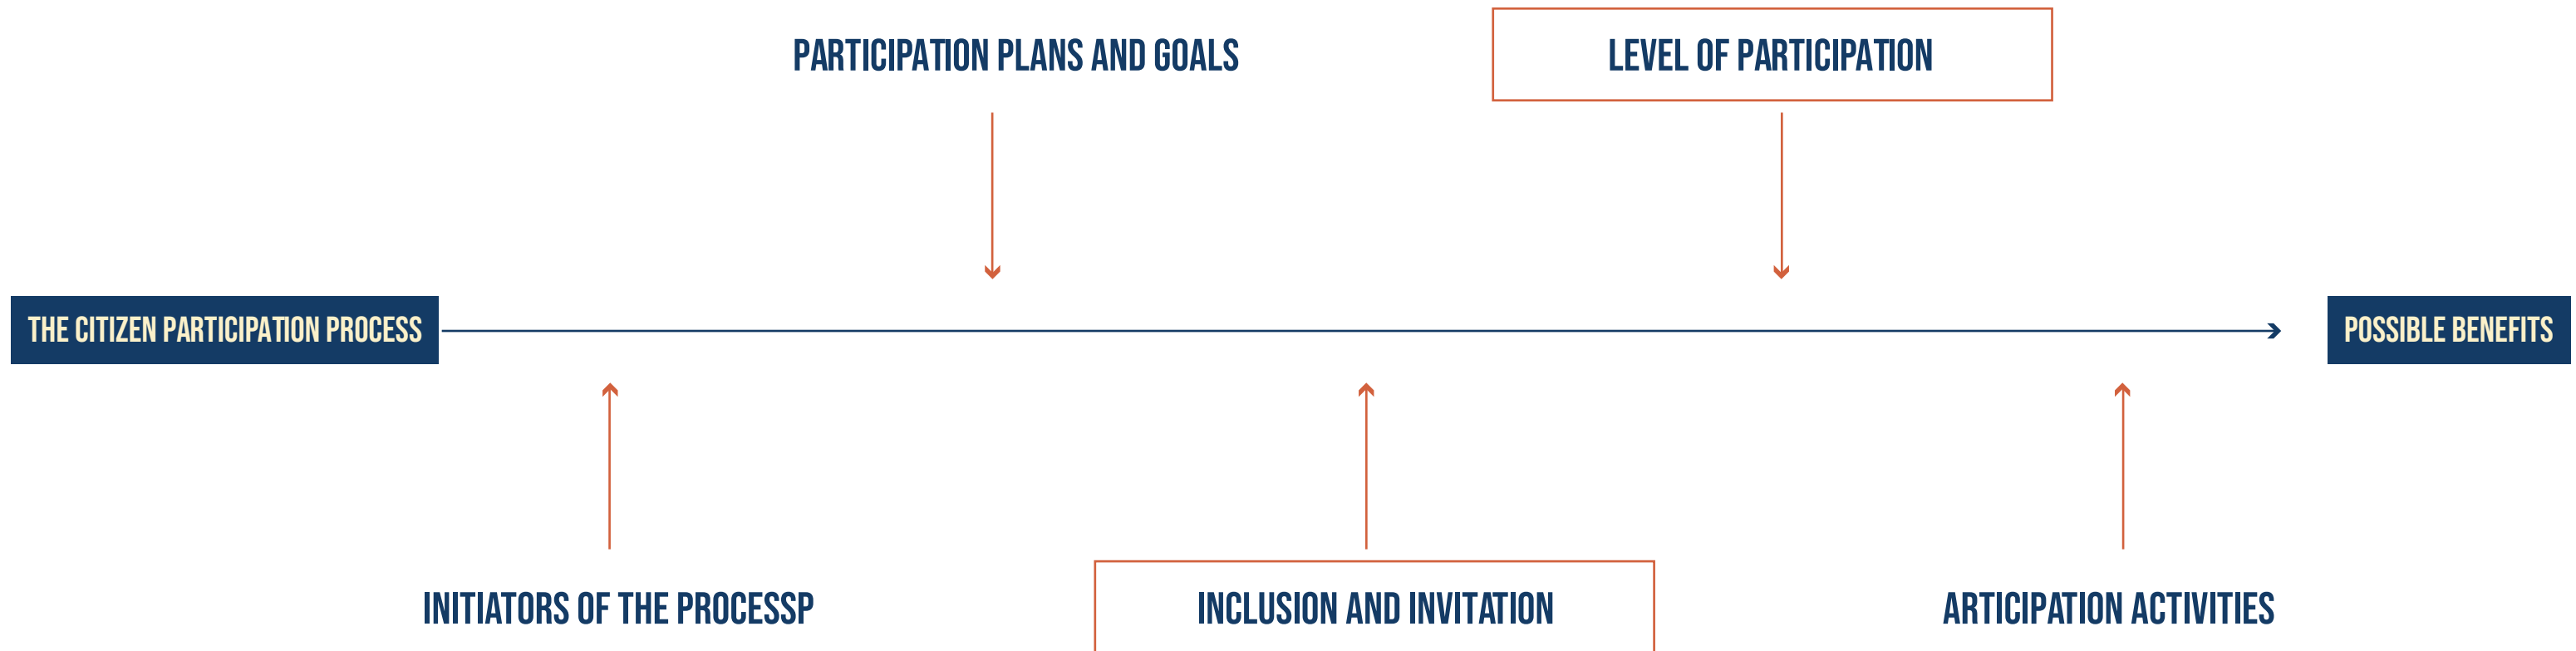 PARTICIPATION PLANS AND GOALS
LEVEL OF PARTICIPATION
THE CITIZEN PARTICIPATION PROCESS
POSSIBLE BENEFITS
INITIATORS OF THE PROCESSP
INCLUSION AND INVITATION
ARTICIPATION ACTIVITIES